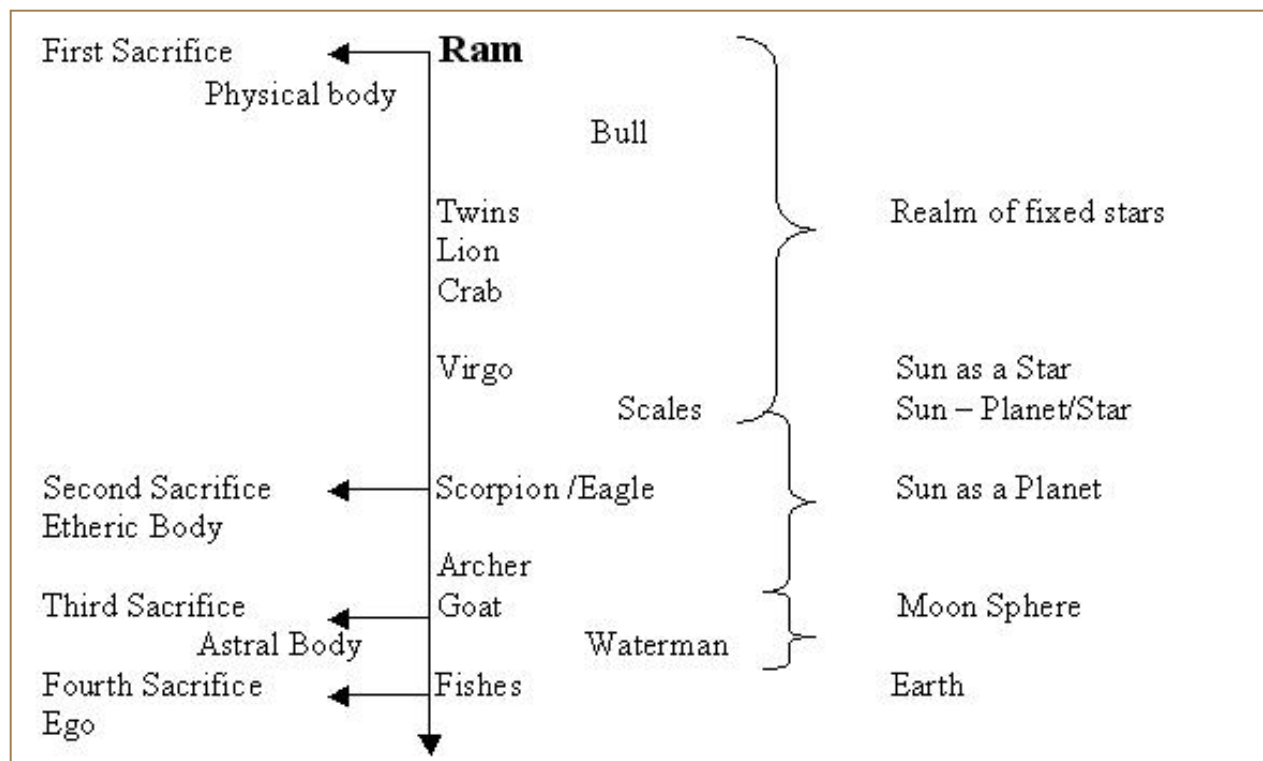 First Sacrifice Ram
Physical body
Bull
Twins Realm of fixed stars
Lion
Crab
Virgo Sun as a Star
Scales Sun – Planet/Star
Second Sacrifice Scorpion /Eagle Sun as a Planet
Etheric Body
Archer
Third Sacrifice Goat Moon Sphere
Astral Body Waterman
Fourth Sacrifice Fishes Earth
Ego